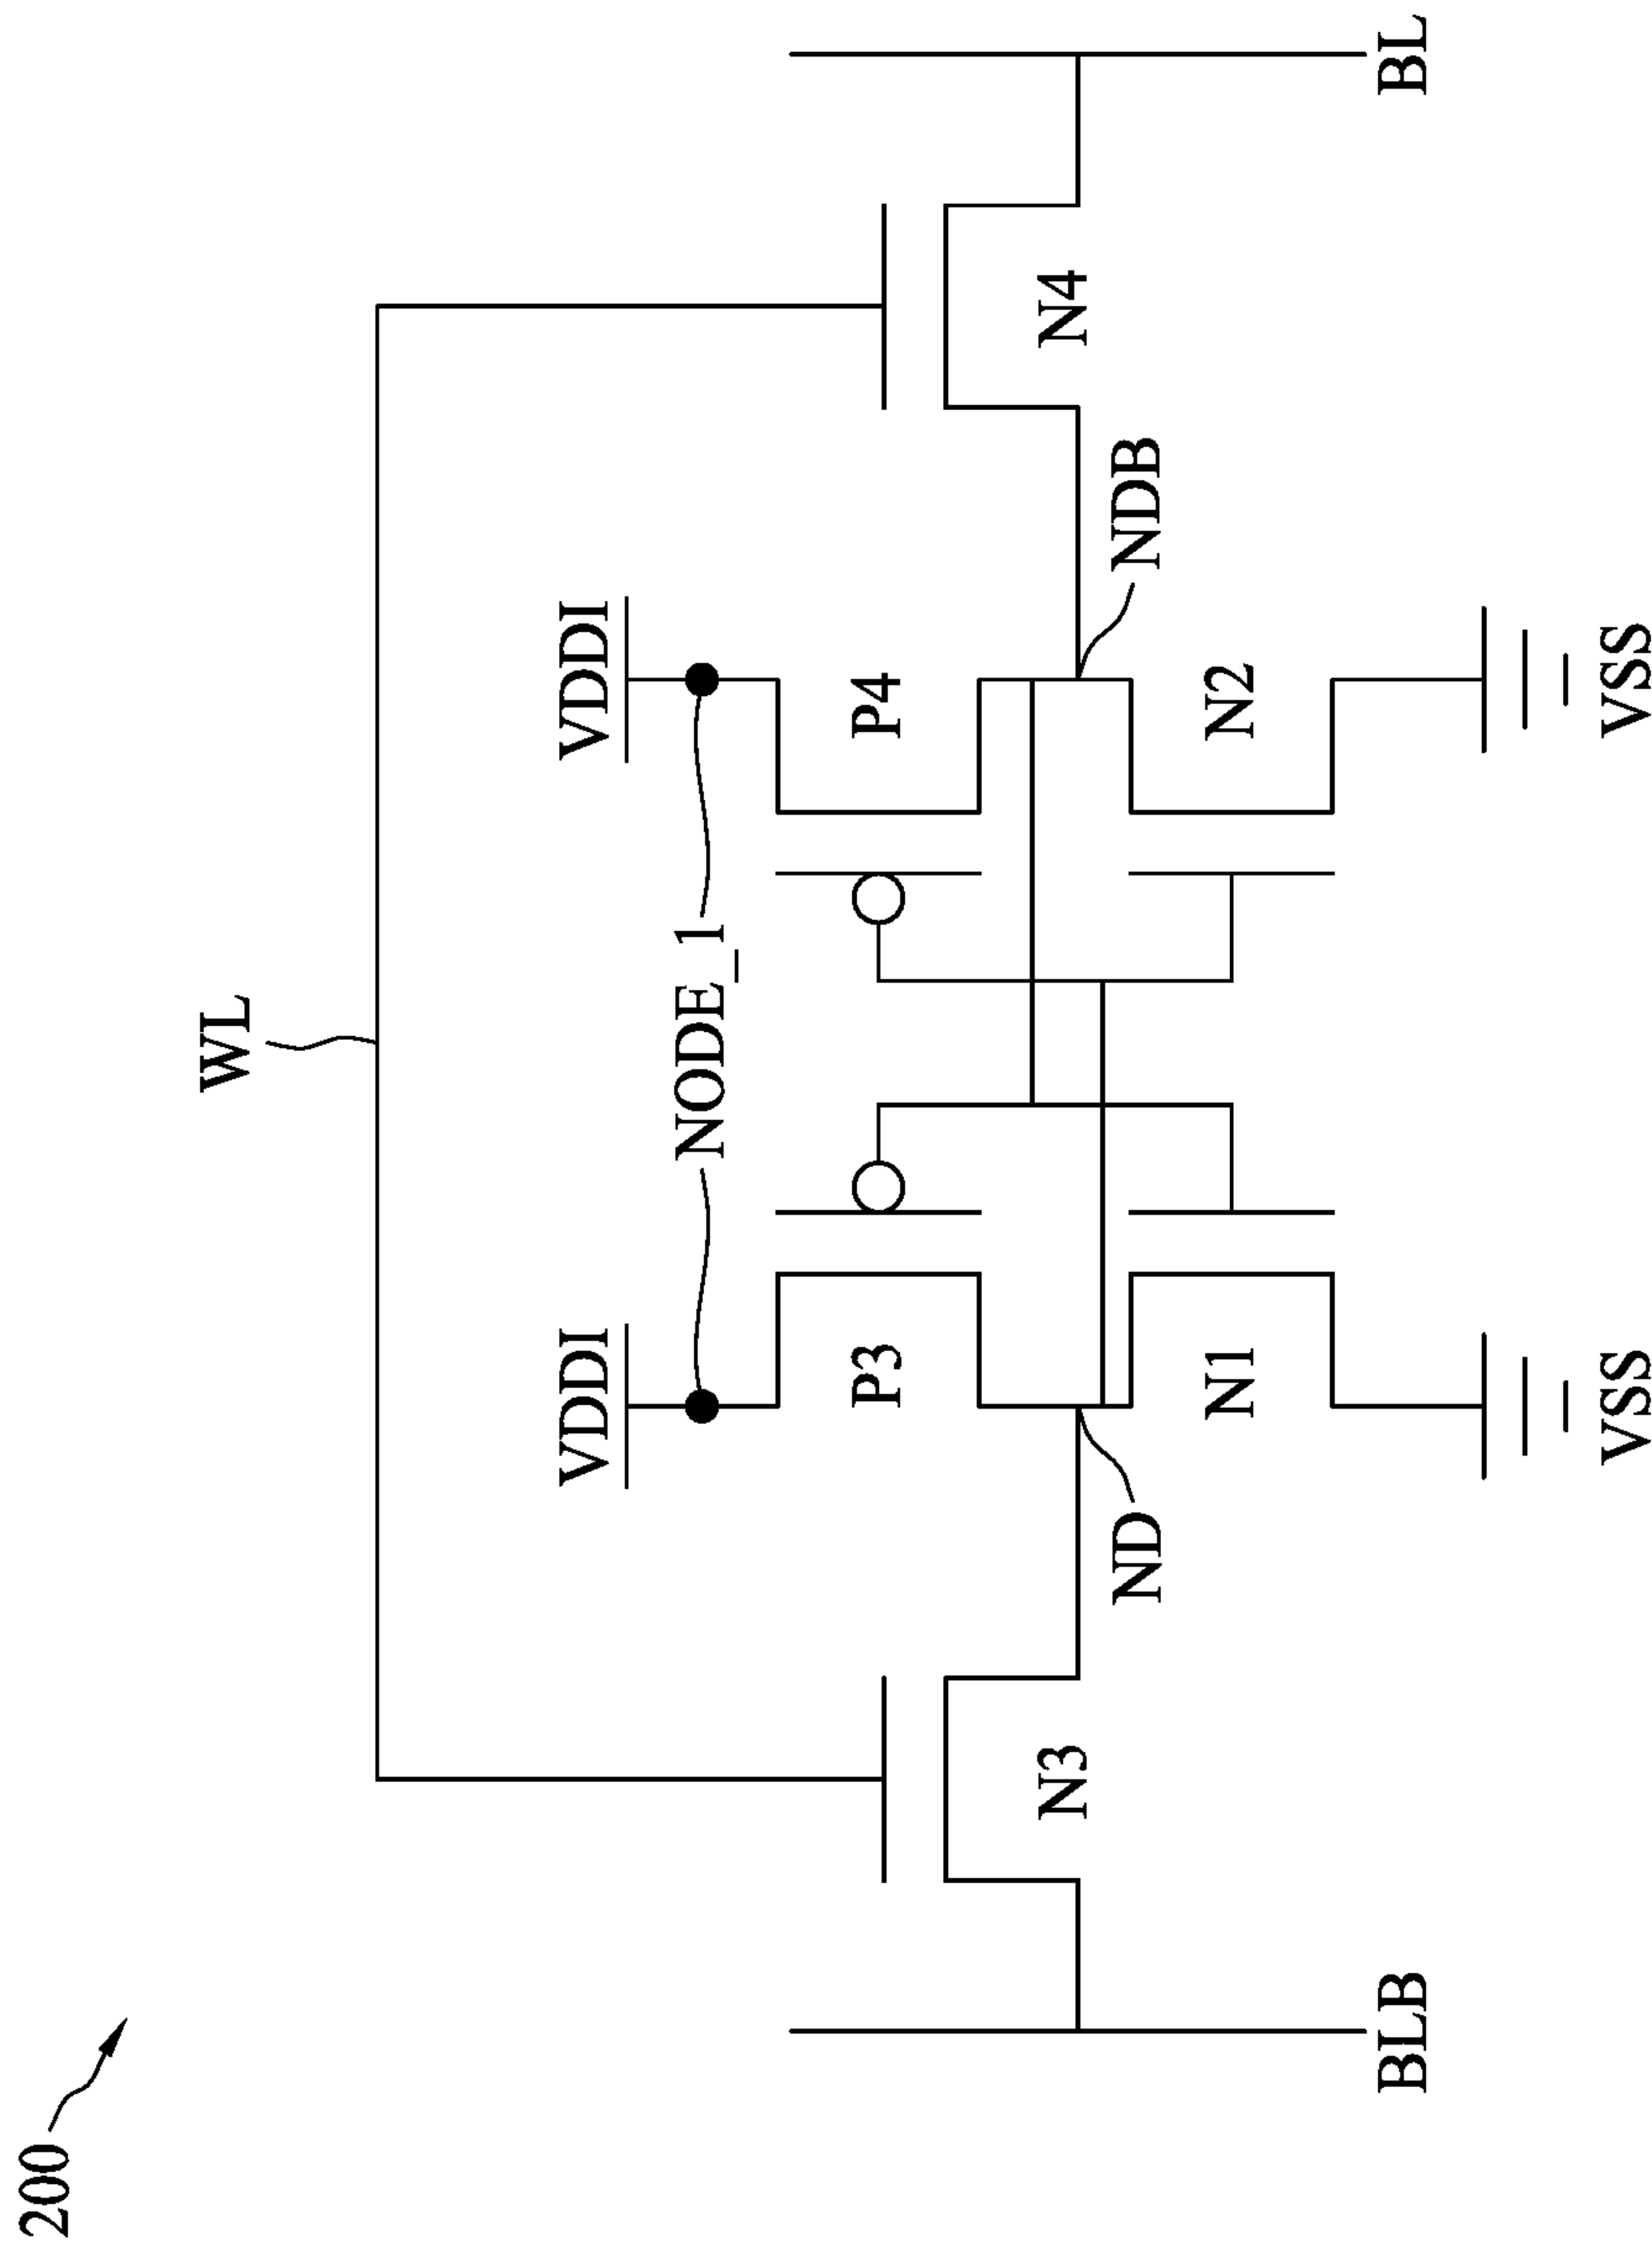 200
WL
VDDI
VDDI
NODE_1
P3
P4
N3
N4
ND
NDB
N1
N2
BLB
BL
VSS
VSS